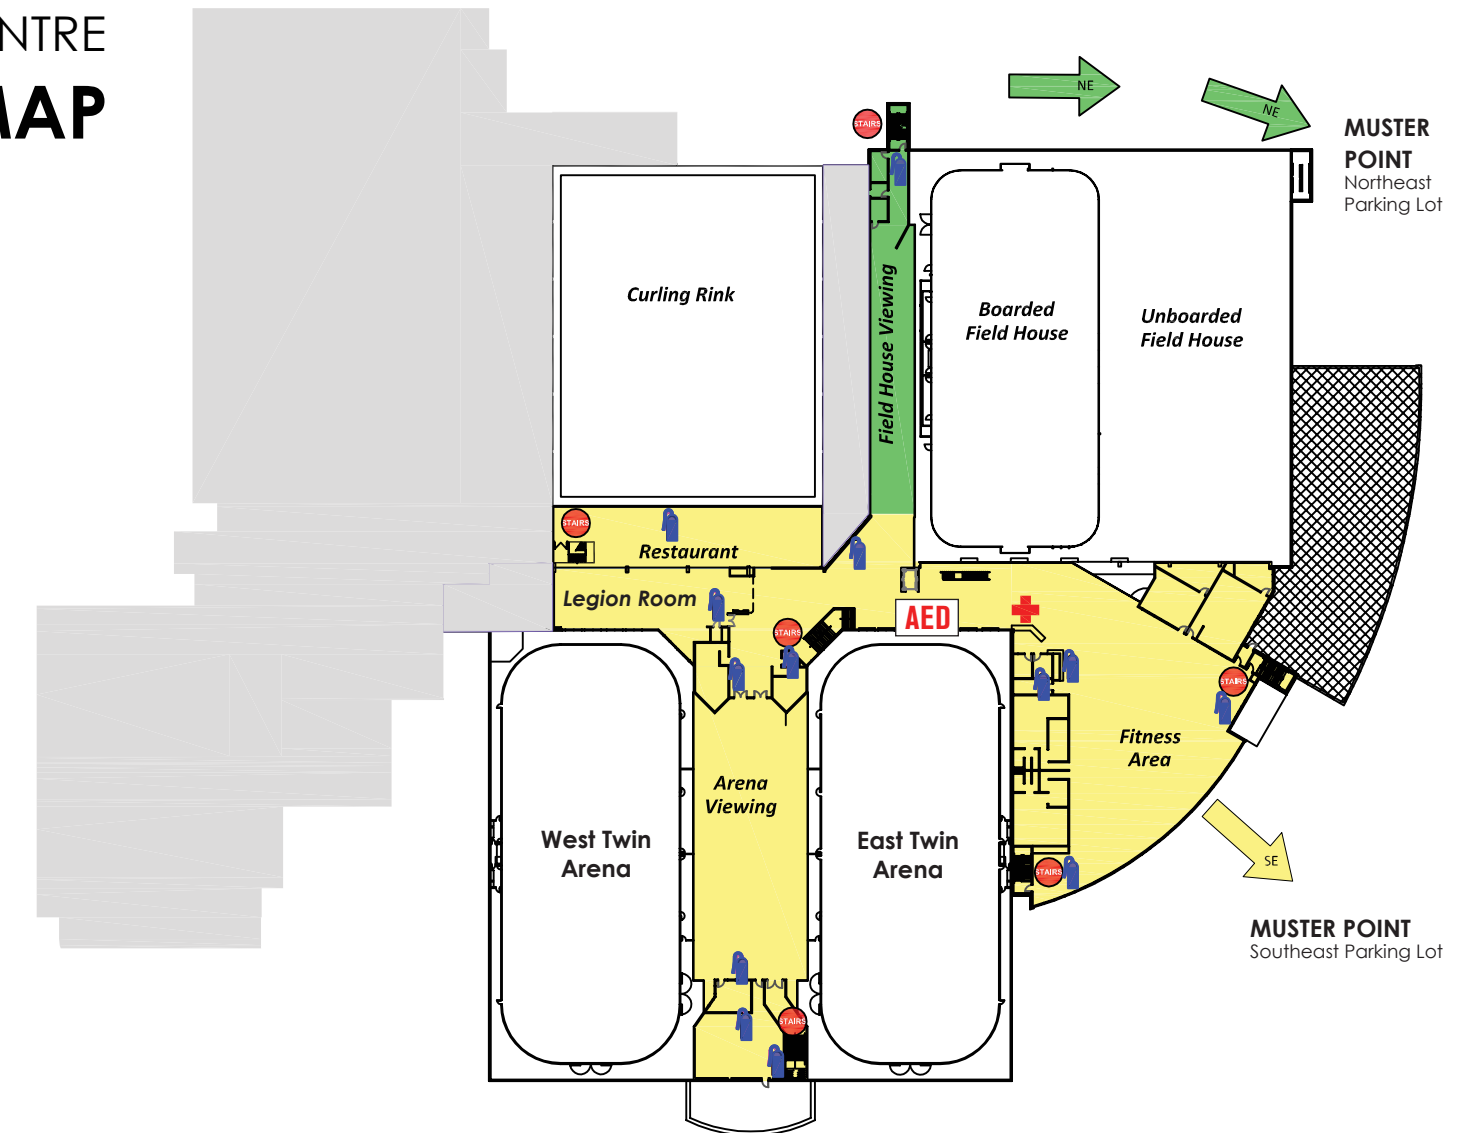 NTRE
MAP
NE
NE
STAIRS
MUSTER
POINT
Northeast
Parking Lot
Curling Rink
Field House Viewing
Boarded
Field House
Unboarded
Field House
STAIRS
Restaurant
Legion Room
AED
STAIRS
STAIRS
Fitness
Area
Arena
Viewing
West Twin
Arena
East Twin
Arena
SE
STAIRS
MUSTER POINT
Southeast Parking Lot
STAIRS